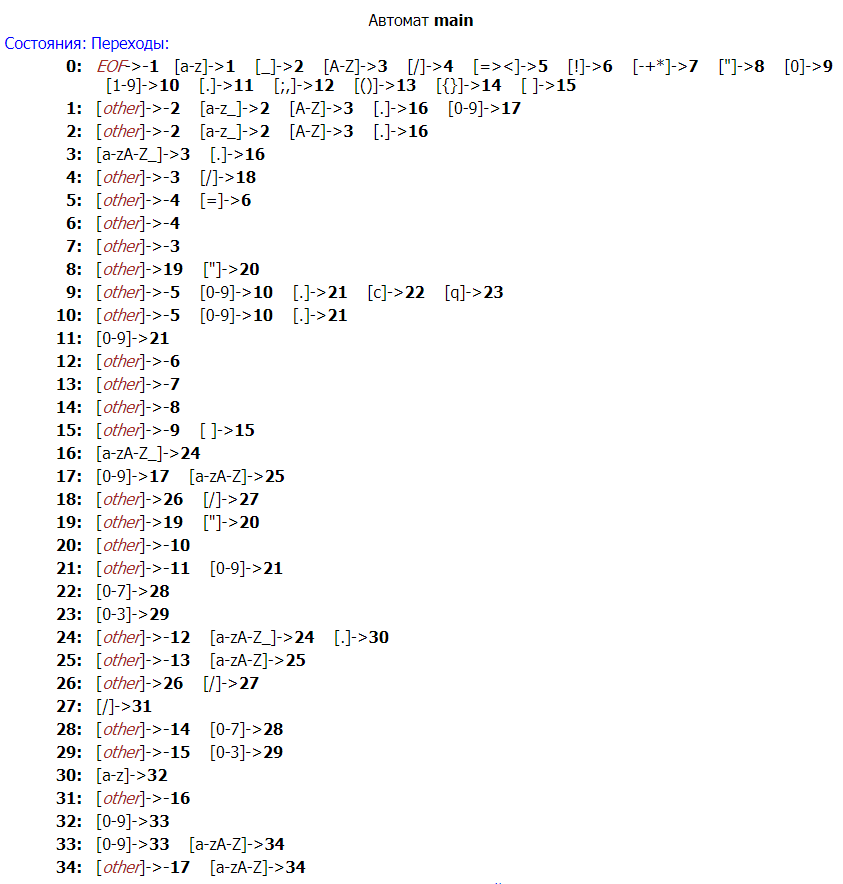 Автомат main
Состояния: Переходы:
0: EOF->-1 [a-z]->1 [_]->2 [A-Z]->3 [/]->4 [=><]->5 [!]->6 [-+*]->7 ["]->8 [0]->9
[1-9]->10 [.]->11 [;,]->12 [()]->13 [{}]->14 [ ]->15
1: [other]->-2 [a-z_]->2 [A-Z]->3 [.]->16 [0-9]->17
2: [other]->-2 [a-z_]->2 [A-Z]->3 [.]->16
3: [a-zA-Z_]->3 [.]->16
4: [other]->-3 [/]->18
5: [other]->-4 [=]->6
6: [other]->-4
7: [other]->-3
8: [other]->19 ["]->20
9: [other]->-5 [0-9]->10 [.]->21 [c]->22 [q]->23
10: [other]->-5 [0-9]->10 [.]->21
11: [0-9]->21
12: [other]->-6
13: [other]->-7
14: [other]->-8
15: [other]->-9 [ ]->15
16: [a-zA-Z_]->24
17: [0-9]->17 [a-zA-Z]->25
18: [other]->26 [/]->27
19: [other]->19 ["]->20
20: [other]->-10
21: [other]->-11 [0-9]->21
22: [0-7]->28
23: [0-3]->29
24: [other]->-12 [a-zA-Z_]->24 [.]->30
25: [other]->-13 [a-zA-Z]->25
26: [other]->26 [/]->27
27: [/]->31
28: [other]->-14 [0-7]->28
29: [other]->-15 [0-3]->29
30: [a-z]->32
31: [other]->-16
32: [0-9]->33
33: [0-9]->33 [a-zA-Z]->34
34: [other]->-17 [a-zA-Z]->34